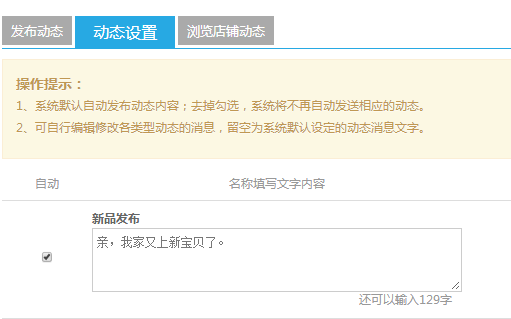 发布动态 动态设置 浏览店铺动态
操作提示：
1、系统默认自动发布动态内容；去掉勾选，系统将不再自动发送相应的动态。
2、可自行编辑修改各类型动态的消息，留空为系统默认设定的动态消息文字。
自动 名称填写文字内容
新品发布
亲，我家又上新宝贝了。
还可以输入129字